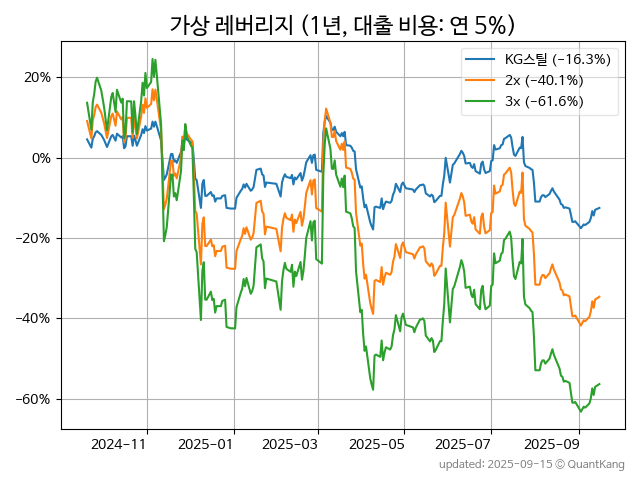 가상 레버리지 (1년, 대출 비용: 연 5%)
KG스틸 (−16.3%)
2x (−40.1%)
3x (−61.6%)
20%
0%
−20%
−40%
−60%
2024-11
2025-01
2025-03
2025-05
2025-07
2025-09
updated: 2025-09-15 © QuantKang